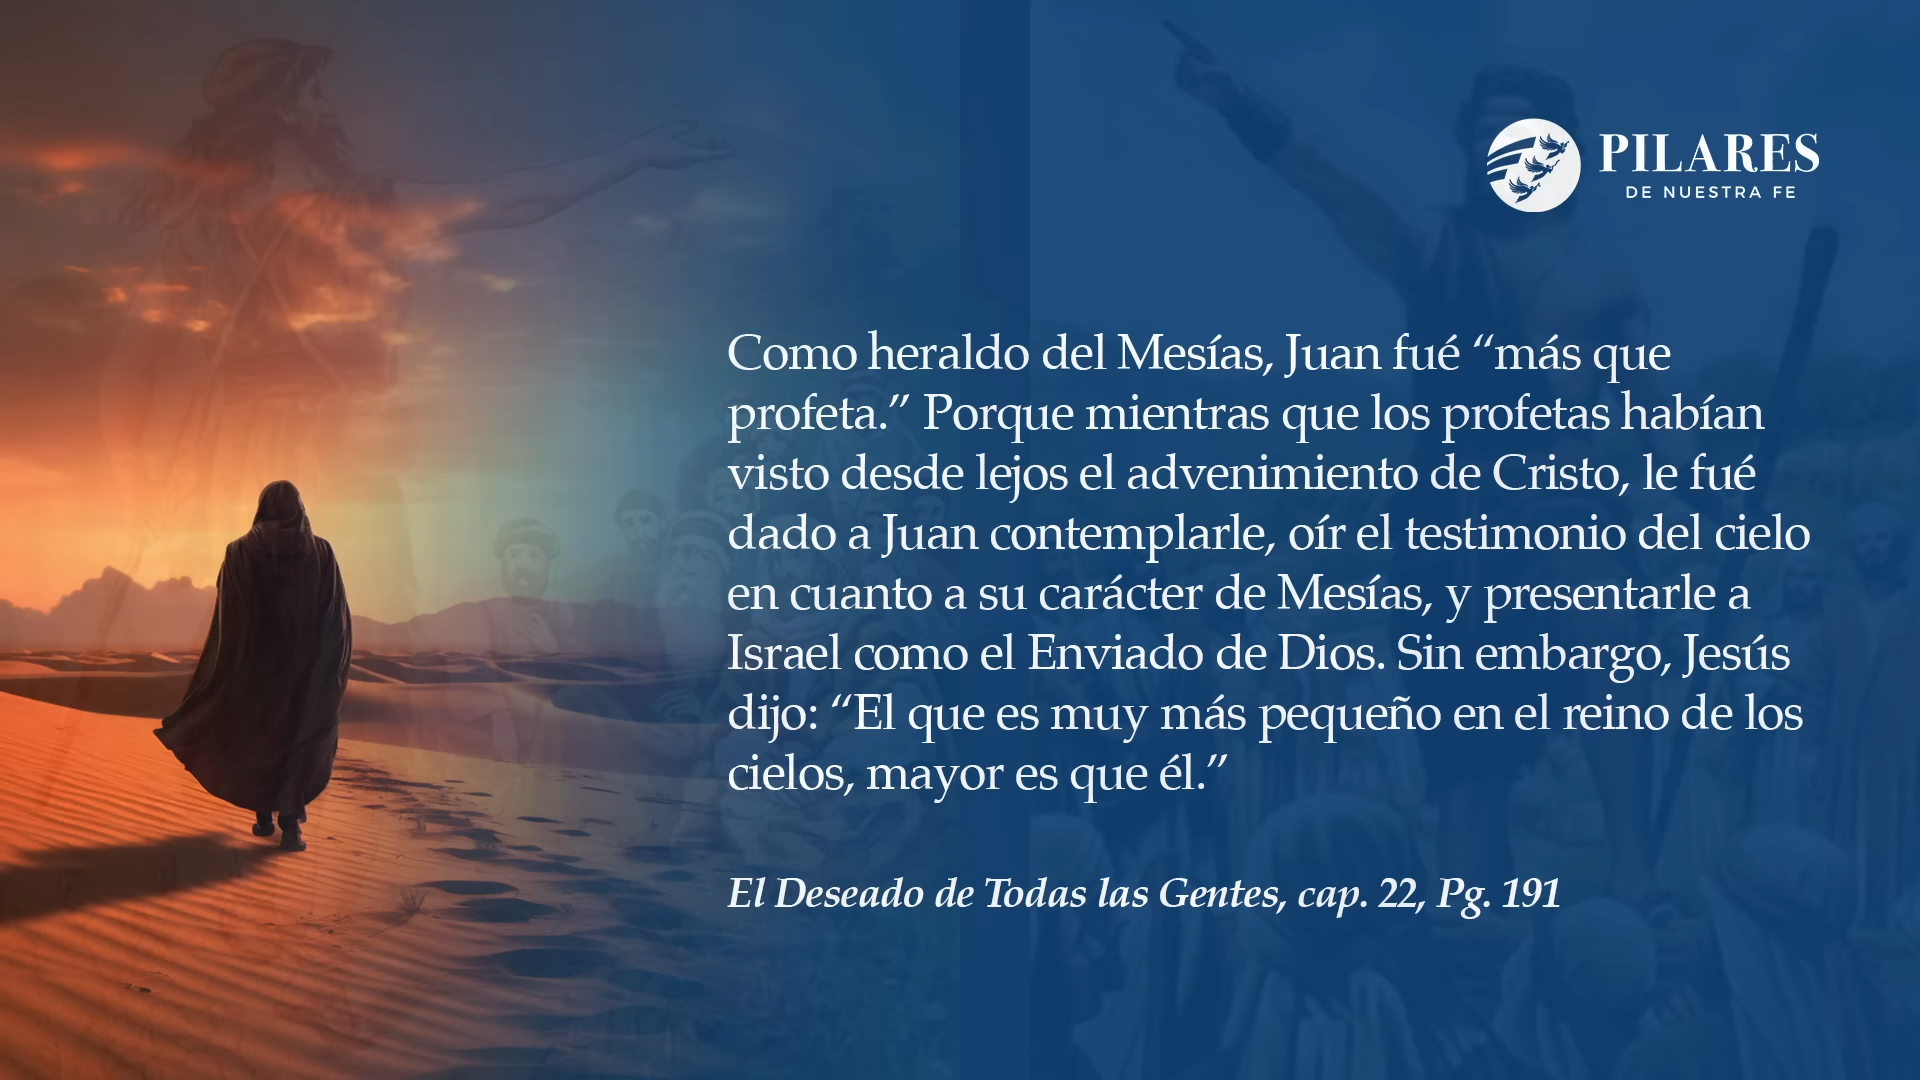 PILARES
DE NUESTRA FE
Como heraldo del Mesías, Juan fué “más que
profeta.” Porque mientras que los profetas habían
visto desde lejos el advenimiento de Cristo, le fué
dado a Juan contemplarle, oír el testimonio del cielo
en cuanto a su carácter de Mesías, y presentarle a
Israel como el Enviado de Dios. Sin embargo, Jesús
dijo: “El que es muy más pequeño en el reino de los
cielos, mayor es que él.”
El Deseado de Todas las Gentes, cap. 22, Pg. 191